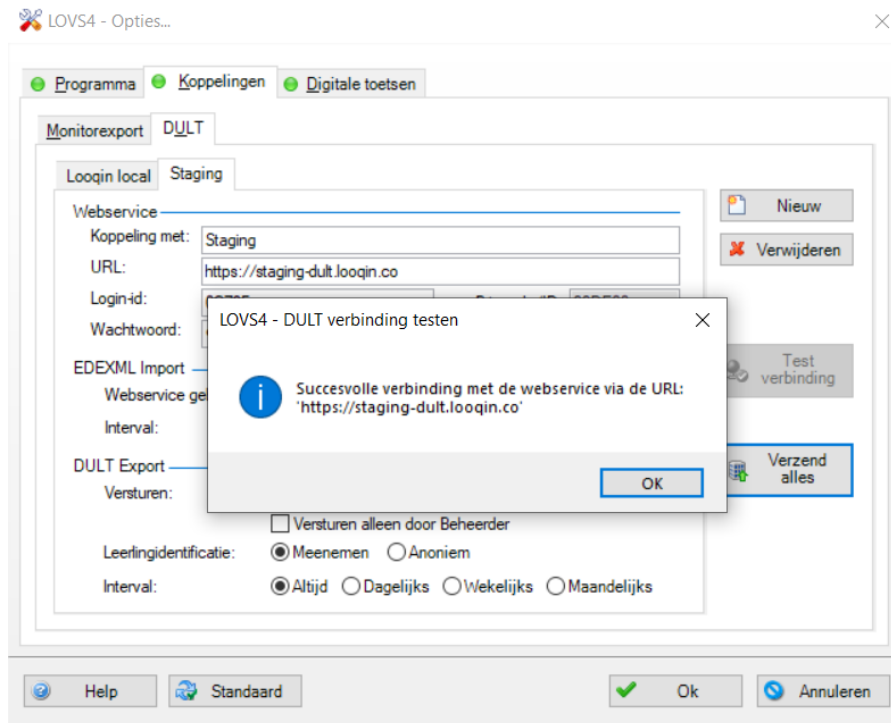 LOVS4 - Opties...
Programma Koppelingen Digitale toetsen
Monitorexport DULT
Looqin local Staging
Webservice
Koppeling met: Staging
URL: https://staging-dult.looqin.co
Login-id:
Wachtwoord:
EDEXML Import
Webservice
Interval:
DULT Export
Versturen:
Versturen alleen door Beheerder
Leerlingidentificatie: Meenemen Anoniem
Interval: Altijd Dagelijks Wekelijks Maandelijks
Nieuw
Verwijderen
Test
verbinding
Verzend
alles
LOVS4 - DULT verbinding testen
Succesvolle verbinding met de webservice via de URL:
'https://staging-dult.looqin.co'
OK
Help Standaard Ok Annuleren